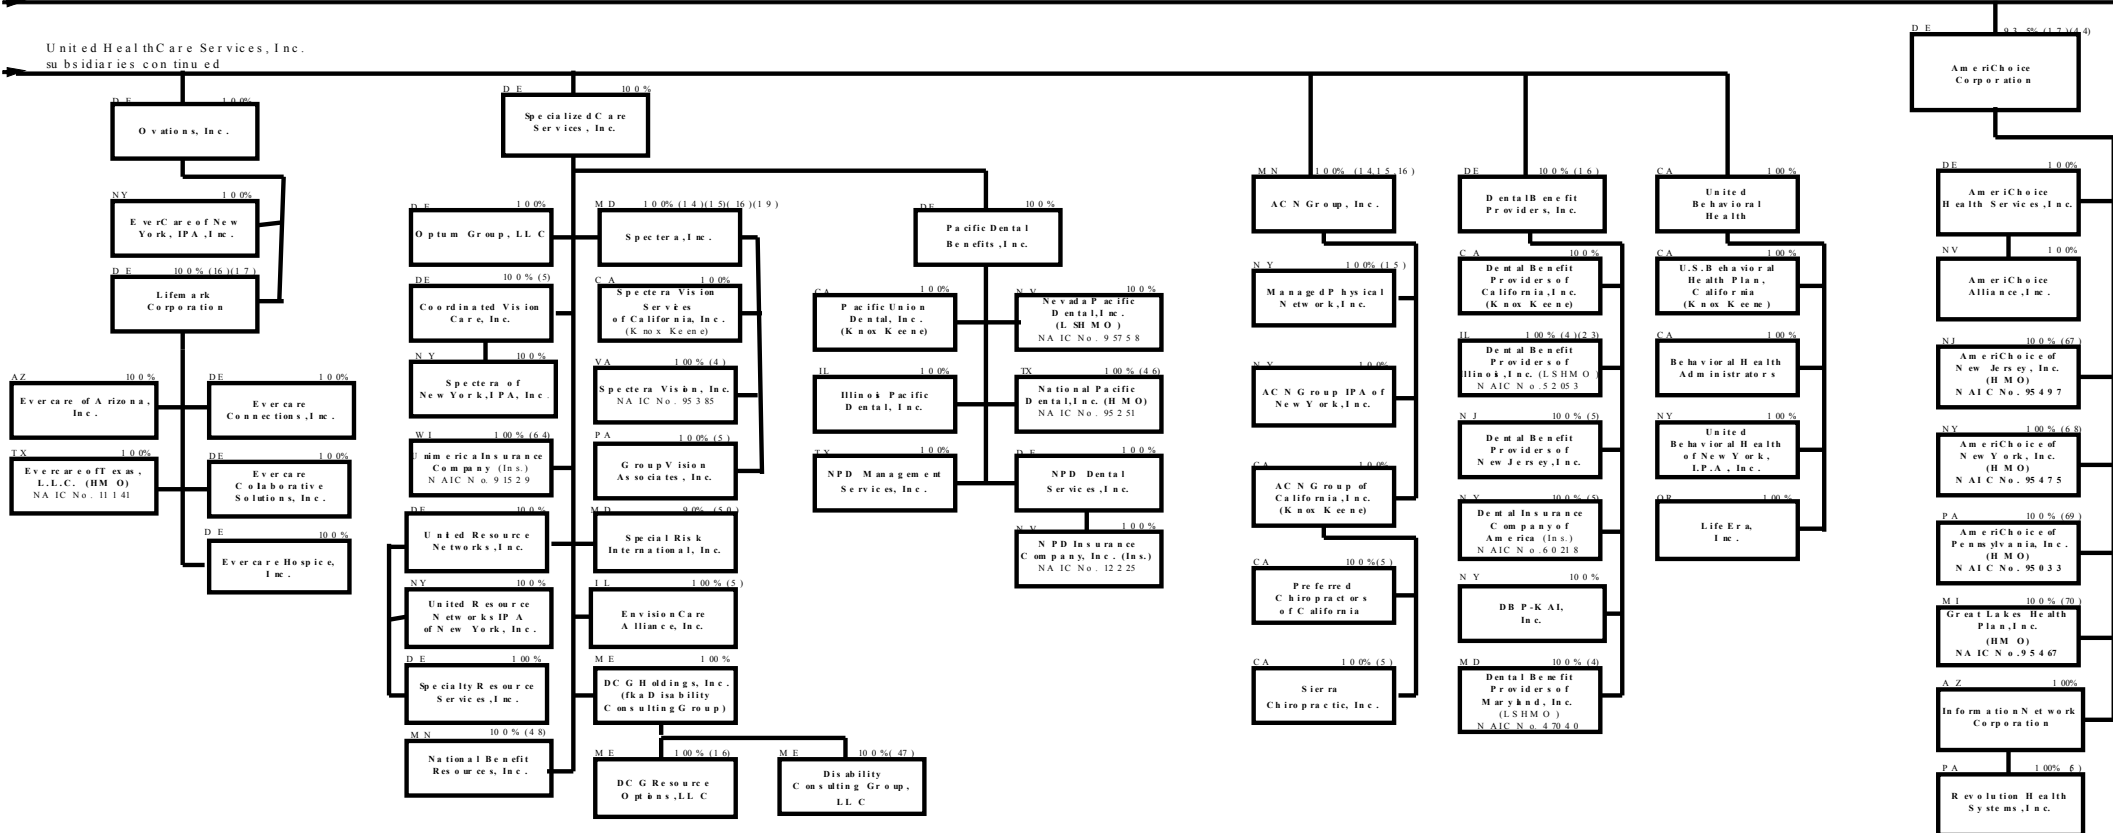 United HealthCare Services, Inc.
subsidiaries continued
DE 100%
Ovations, Inc.
NY 100%
EverCare of New
York, IPA, Inc.
DE 100% (16)(17)
Lifemark
Corporation
AZ 100%
Evercare of Arizona,
Inc.
DE 100%
Evercare
Connections, Inc.
TX 100%
Evercare of Texas,
L.L.C. (HMO)
NAIC No. 11141
DE 100%
Evercare
Collaborative
Solutions, Inc.
DE 100%
Evercare Hospice,
Inc.
DE 100%
Specialized Care
Services, Inc.
DE 100%
Optum Group, LLC
MD 100% (14)(15)(16)(19)
Spectera, Inc.
DE 100% (5)
Coordinated Vision
Care, Inc.
CA 100%
Spectera Vision
Services
of California, Inc.
(Knox Keene)
NY 100%
Spectera of
New York, IPA, Inc.
VA 100% (4)
Spectera Vision, Inc.
NAIC No. 95385
WI 100% (64)
Unimerica Insurance
Company (Ins.)
NAIC No. 91529
PA 100% (5)
Group Vision
Associates, Inc.
DE 100%
United Resource
Networks, Inc.
MD 9.0% (50)
Special Risk
International, Inc.
NY 100%
United Resource
Networks IPA
of New York, Inc.
IL 100% (5)
Envision Care
Alliance, Inc.
DE 100%
Specialty Resource
Services, Inc.
ME 100%
DCG Holdings, Inc.
(fka Disability
Consulting Group)
MN 100% (48)
National Benefit
Resources, Inc.
ME 100% (16)
DCG Resource
Options, LLC
ME 100% (47)
Disability
Consulting Group,
LLC
DE 100%
Pacific Dental
Benefits, Inc.
CA 100%
Pacific Union
Dental, Inc.
(Knox Keene)
NV 100%
Nevada Pacific
Dental, Inc.
(LSHMO)
NAIC No. 95758
IL 100%
Illinois Pacific
Dental, Inc.
TX 100% (46)
National Pacific
Dental, Inc. (HMO)
NAIC No. 95251
TX 100%
NPD Management
Services, Inc.
DE 100%
NPD Dental
Services, Inc.
NV 100%
NPD Insurance
Company, Inc. (Ins.)
NAIC No. 12225
MN 100% (14,15,16)
ACN Group, Inc.
NY 100% (15)
Managed Physical
Network, Inc.
NY 100%
ACN Group IPA of
New York, Inc.
CA 100%
ACN Group of
California, Inc.
(Knox Keene)
CA 100% (5)
Preferred
Chiropractors
of California
CA 100% (5)
Sierra
Chiropractic, Inc.
DE 100% (16)
Dental Benefit
Providers, Inc.
CA 100%
Dental Benefit
Providers of
California, Inc.
(Knox Keene)
IL 100% (4)(23)
Dental Benefit
Providers of
Illinois, Inc. (LSHMO)
NAIC No. 52053
NJ 100% (5)
Dental Benefit
Providers of
New Jersey, Inc.
NY 100% (5)
Dental Insurance
Company of
America (Ins.)
NAIC No. 60218
NY 100%
DBP-KAI,
Inc.
MD 100% (4)
Dental Benefit
Providers of
Maryland, Inc.
(LSHMO)
NAIC No. 47040
CA 100%
United
Behavioral
Health
CA 100%
U.S. Behavioral
Health Plan,
California
(Knox Keene)
CA 100%
Behavioral Health
Administrators
NY 100%
United
Behavioral Health
of New York,
I.P.A., Inc.
OR 100%
LifeEra,
Inc.
DE 93.5% (17)(44)
AmeriChoice
Corporation
DE 100%
AmeriChoice
Health Services, Inc.
NV 100%
AmeriChoice
Alliance, Inc.
NJ 100% (67)
AmeriChoice of
New Jersey, Inc.
(HMO)
NAIC No. 95497
NY 100% (68)
AmeriChoice of
New York, Inc.
(HMO)
NAIC No. 95475
PA 100% (69)
AmeriChoice of
Pennsylvania, Inc.
(HMO)
NAIC No. 95033
MI 100% (70)
Great Lakes Health
Plan, Inc.
(HMO)
NAIC No. 95467
AZ 100%
Information Network
Corporation
PA 100% 6)
Revolution Health
Systems, Inc.